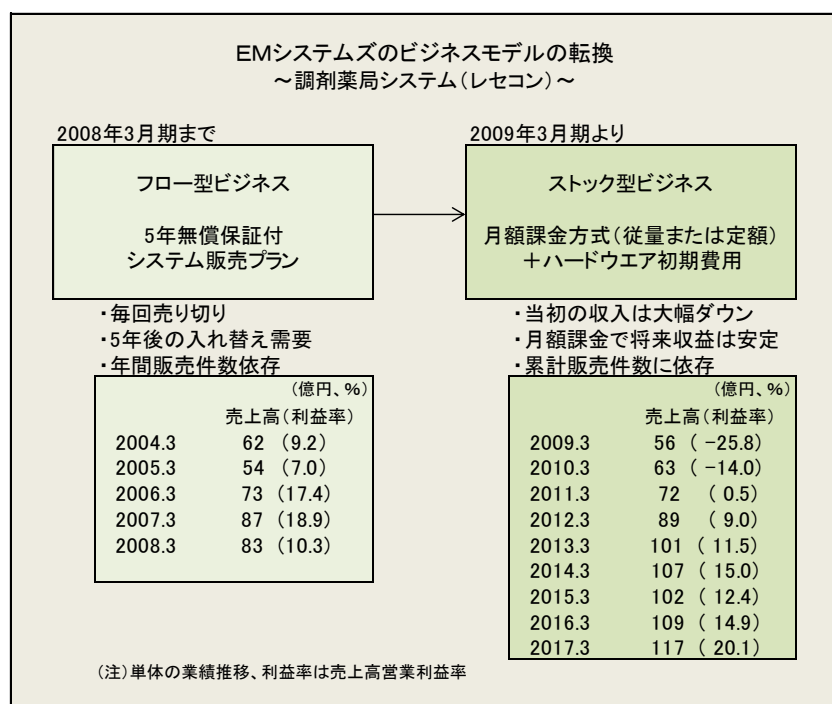 EMシステムズのビジネスモデルの転換
～調剤薬局システム（レセコン）～
2008年3月期まで
フロー型ビジネス
5年無償保証付
システム販売プラン
・毎回売り切り
・5年後の入れ替え需要
・年間販売件数依存
（億円、％）
売上高（利益率）
2004.3 62 （9.2）
2005.3 54 （7.0）
2006.3 73 （17.4）
2007.3 87 （18.9）
2008.3 83 （10.3）
2009年3月期より
ストック型ビジネス
月額課金方式（従量または定額）
＋ハードウエア初期費用
・当初の収入は大幅ダウン
・月額課金で将来収益は安定
・累計販売件数に依存
（億円、％）
売上高（利益率）
2009.3 56 （ -25.8）
2010.3 63 （ -14.0）
2011.3 72 （ 0.5）
2012.3 89 （ 9.0）
2013.3 101 （ 11.5）
2014.3 107 （ 15.0）
2015.3 102 （ 12.4）
2016.3 109 （ 14.9）
2017.3 117 （ 20.1）
（注）単体の業績推移、利益率は売上高営業利益率